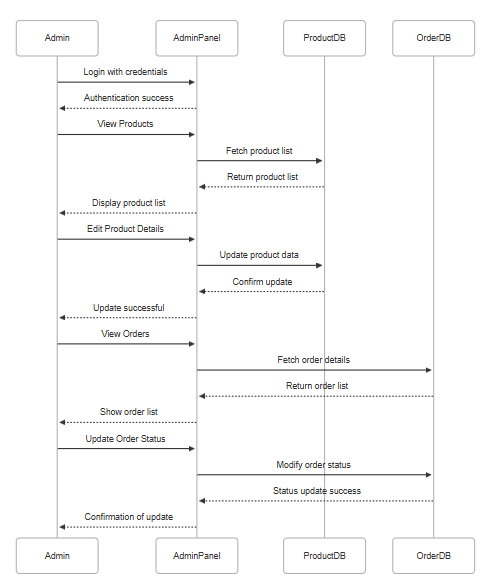 Admin
AdminPanel
ProductDB
OrderDB
Login with credentials
Authentication success
View Products
Fetch product list
Return product list
Display product list
Edit Product Details
Update product data
Confirm update
Update successful
View Orders
Fetch order details
Return order list
Show order list
Update Order Status
Modify order status
Status update success
Confirmation of update
Admin
AdminPanel
ProductDB
OrderDB